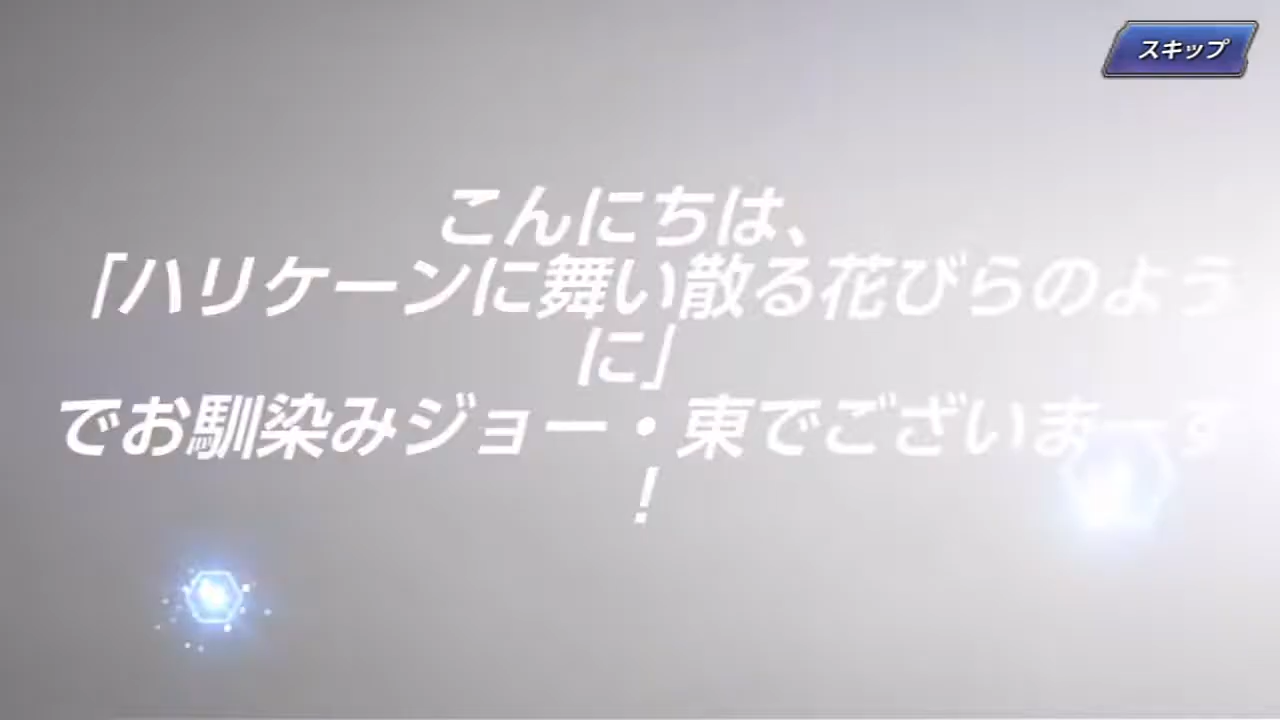 スキップ
こんにちは、
「ハリケーンに舞い散る花びらのよう
に」
でお馴染みジョー・東でございまーす
！